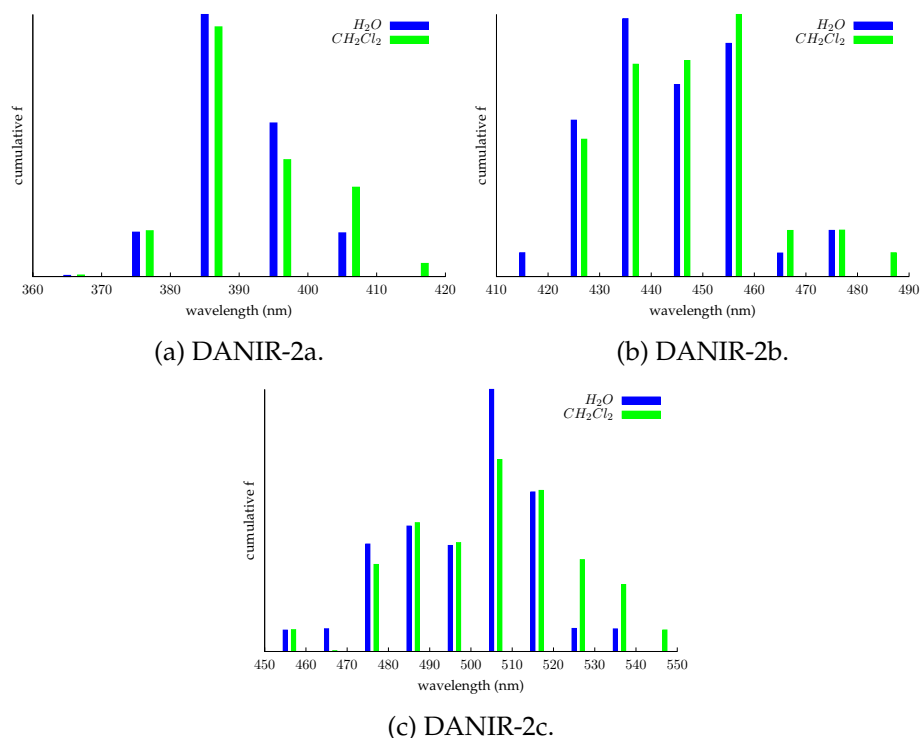 H₂O
CH₂Cl₂
cumulative f
360 370 380 390 400 410 420
wavelength (nm)
(a) DANIR-2a.
H₂O
CH₂Cl₂
cumulative f
410 420 430 440 450 460 470 480 490
wavelength (nm)
(b) DANIR-2b.
H₂O
CH₂Cl₂
cumulative f
450 460 470 480 490 500 510 520 530 540 550
wavelength (nm)
(c) DANIR-2c.